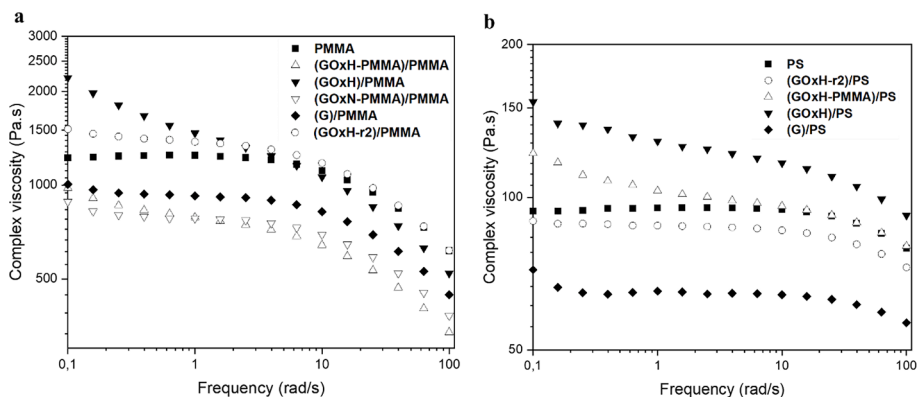 a
3000
2000
1500
1000
500
Complex viscosity (Pa.s)
PMMA
(GOxH-PMMA)/PMMA
(GOxH)/PMMA
(GOxN-PMMA)/PMMA
(G)/PMMA
(GOxH-r2)/PMMA
0,1
1
10
100
Frequency (rad/s)
b
200
150
100
50
Complex viscosity (Pa.s)
PS
(GOxH-r2)/PS
(GOxH-PMMA)/PS
(GOxH)/PS
(G)/PS
0,1
1
10
100
Frequency (rad/s)